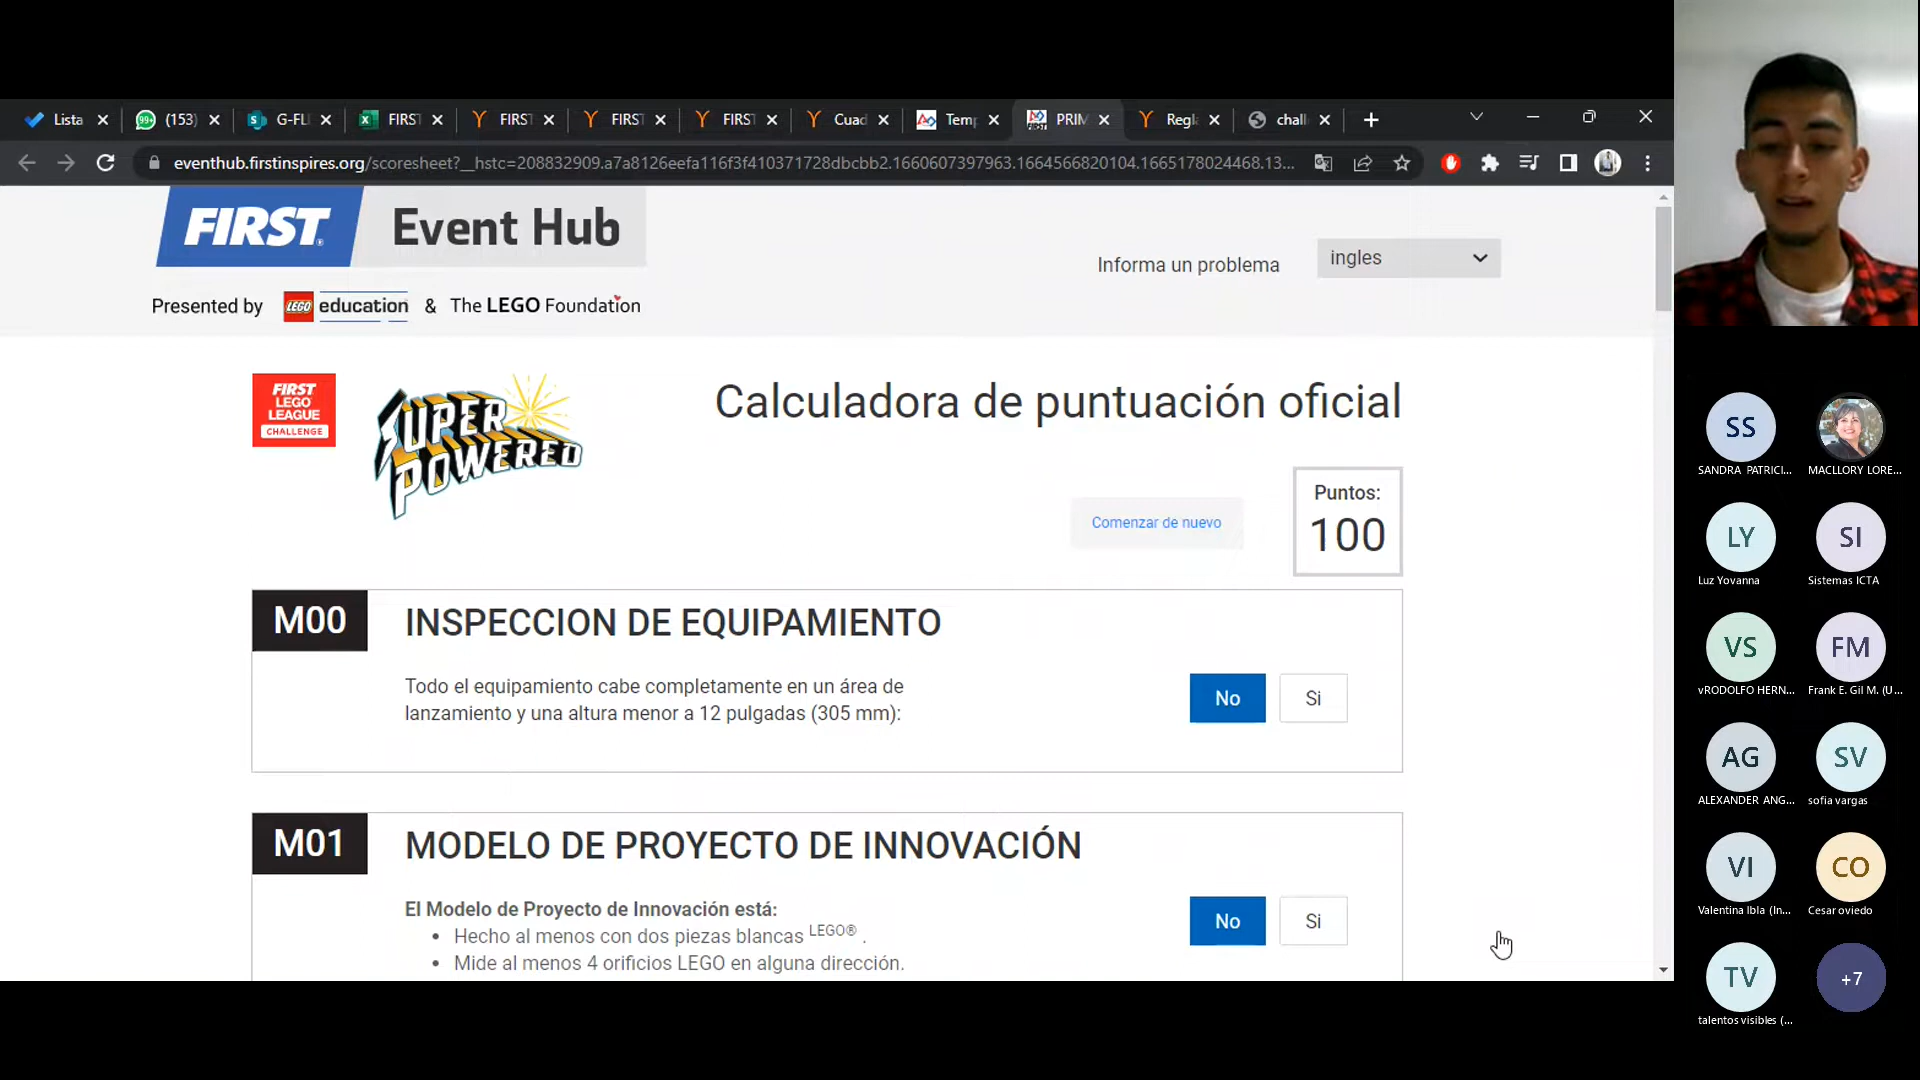 Lista
(153)
G-FLI
FIRST
FIRST
FIRST
FIRST
Cuad
Temp
PRIM
Regla
chall
eventhub.firstinspires.org/scoresheet?__hstc=208832909.a7a8126eefa116f3f410371728dbcbb2.1660607397963.1664566820104.1665178024468.13...
FIRST® Event Hub
Informa un problema
ingles
Presented by LEGO education & The LEGO Foundation
FIRST
LEGO
LEAGUE
CHALLENGE
SUPER
POWERED
Calculadora de puntuación oficial
Comenzar de nuevo
Puntos:
100
M00 INSPECCION DE EQUIPAMIENTO
Todo el equipamiento cabe completamente en un área de
lanzamiento y una altura menor a 12 pulgadas (305 mm):
No Si
M01 MODELO DE PROYECTO DE INNOVACIÓN
El Modelo de Proyecto de Innovación está:
• Hecho al menos con dos piezas blancas LEGO® .
• Mide al menos 4 orificios LEGO en alguna dirección.
No Si
SS
SANDRA PATRICI...
MACLLORY LORE...
LY
Luz Yovanna
SI
Sistemas ICTA
VS
vRODOLFO HERN...
FM
Frank E. Gil M. (U...
AG
ALEXANDER ANG...
SV
sofia vargas
VI
Valentina Ibla (In...
CO
Cesar oviedo
TV
talentos visibles (...
+7